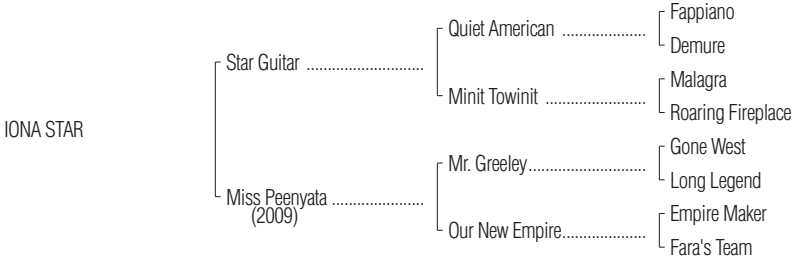 Fappiano
Quiet American ....................
Demure
Star Guitar ............................
Malagra
Minit Towinit ........................
Roaring Fireplace
IONA STAR
Gone West
Mr. Greeley............................
Long Legend
Miss Peenyata ......................
(2009)
Empire Maker
Our New Empire....................
Fara's Team